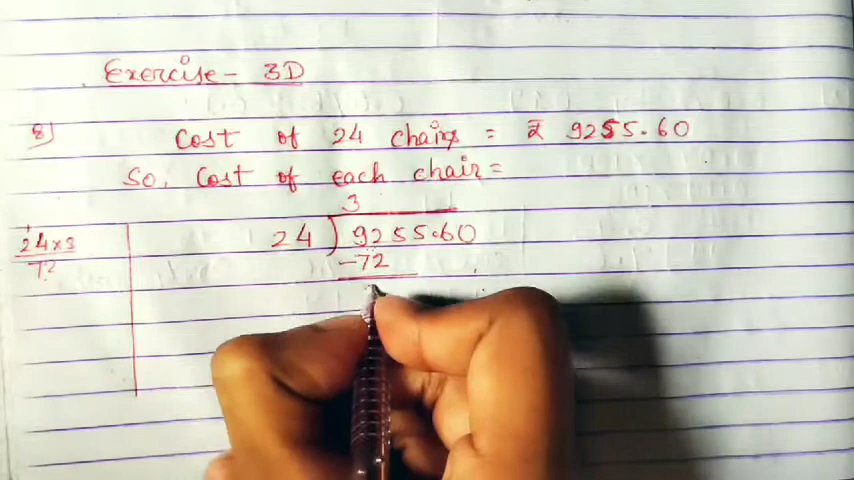 Exercise- 3D
8) Cost of 24 chairs = ₹ 9255.60
So, Cost of each chair =
3
24 ) 9255.60
-72
24×3
72